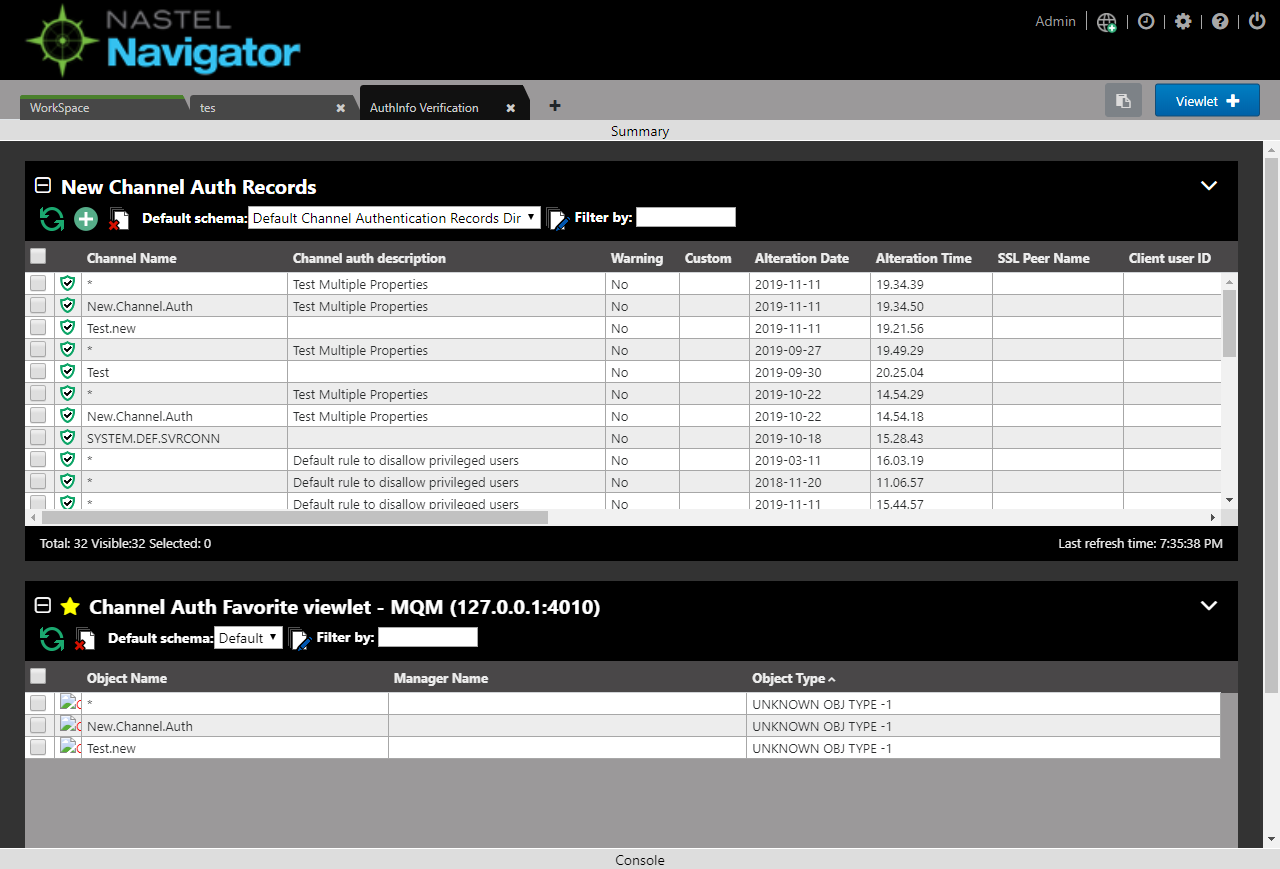 NASTEL
Navigator
Admin
WorkSpace
tes
AuthInfo Verification
Viewlet
Summary
New Channel Auth Records
Default schema: Default Channel Authentication Records Dir Filter by:
Channel Name Channel auth description Warning Custom Alteration Date Alteration Time SSL Peer Name Client user ID
* Test Multiple Properties No 2019-11-11 19.34.39
New.Channel.Auth Test Multiple Properties No 2019-11-11 19.34.50
Test.new No 2019-11-11 19.21.56
* Test Multiple Properties No 2019-09-27 19.49.29
Test No 2019-09-30 20.25.04
* Test Multiple Properties No 2019-10-22 14.54.29
New.Channel.Auth Test Multiple Properties No 2019-10-22 14.54.18
SYSTEM.DEF.SVRCONN No 2019-10-18 15.28.43
* Default rule to disallow privileged users No 2019-03-11 16.03.19
* Default rule to disallow privileged users No 2018-11-20 11.06.57
* Default rule to disallow privileged users No 2019-11-11 15.44.57
Total: 32 Visible:32 Selected: 0 Last refresh time: 7:35:38 PM
Channel Auth Favorite viewlet - MQM (127.0.0.1:4010)
Default schema: Default Filter by:
Object Name Manager Name Object Type
* UNKNOWN OBJ TYPE -1
New.Channel.Auth UNKNOWN OBJ TYPE -1
Test.new UNKNOWN OBJ TYPE -1
Console